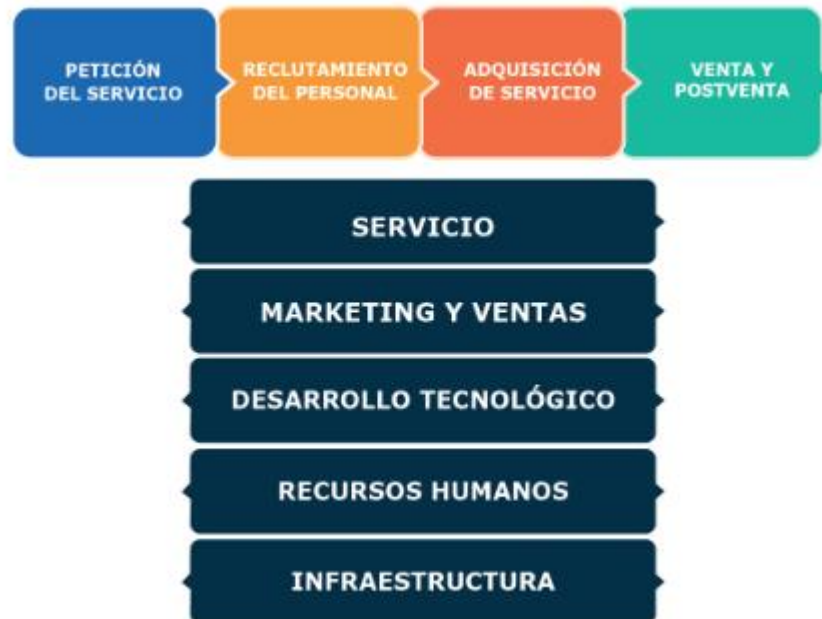 PETICIÓN
DEL SERVICIO
RECLUTAMIENTO
DEL PERSONAL
ADQUISICIÓN
DE SERVICIO
VENTA Y
POSTVENTA
SERVICIO
MARKETING Y VENTAS
DESARROLLO TECNOLÓGICO
RECURSOS HUMANOS
INFRAESTRUCTURA